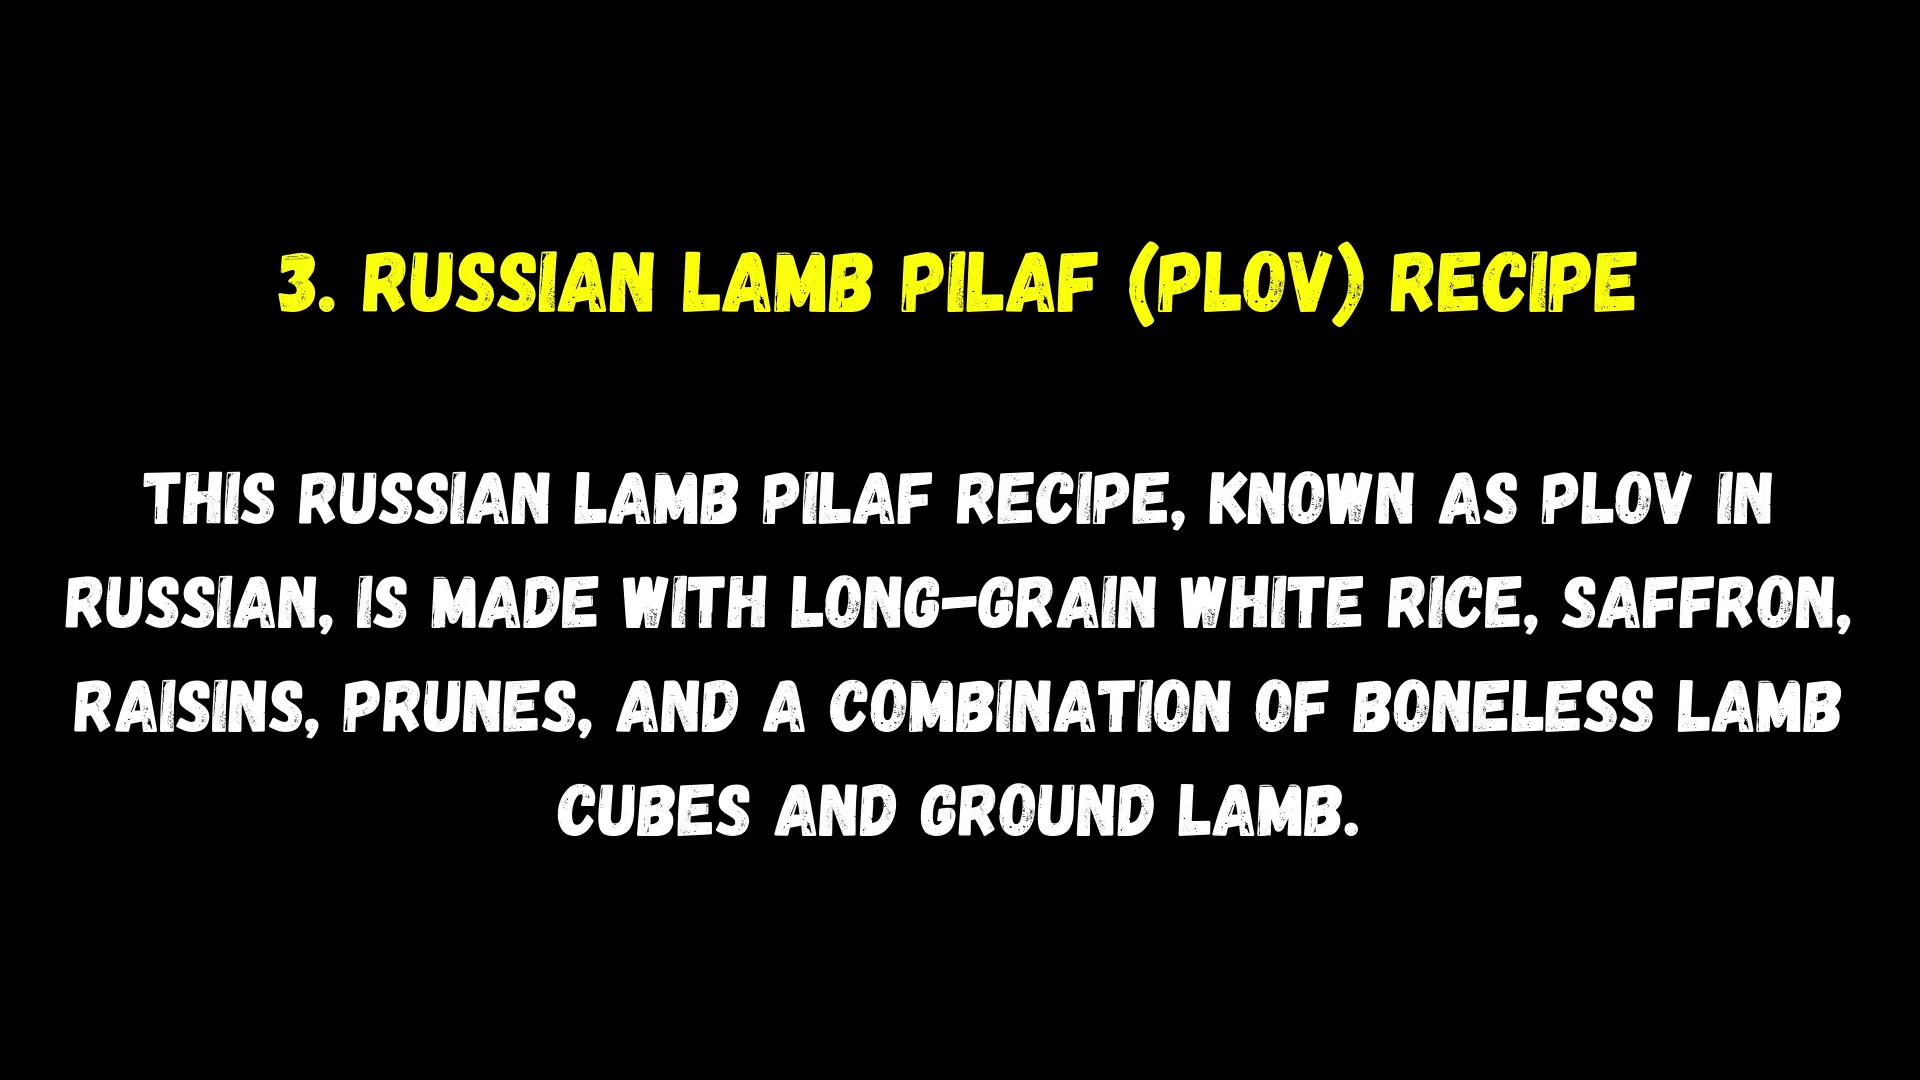 3. RUSSIAN LAMB PILAF (PLOV) RECIPE
THIS RUSSIAN LAMB PILAF RECIPE, KNOWN AS PLOV IN
RUSSIAN, IS MADE WITH LONG-GRAIN WHITE RICE, SAFFRON,
RAISINS, PRUNES, AND A COMBINATION OF BONELESS LAMB
CUBES AND GROUND LAMB.